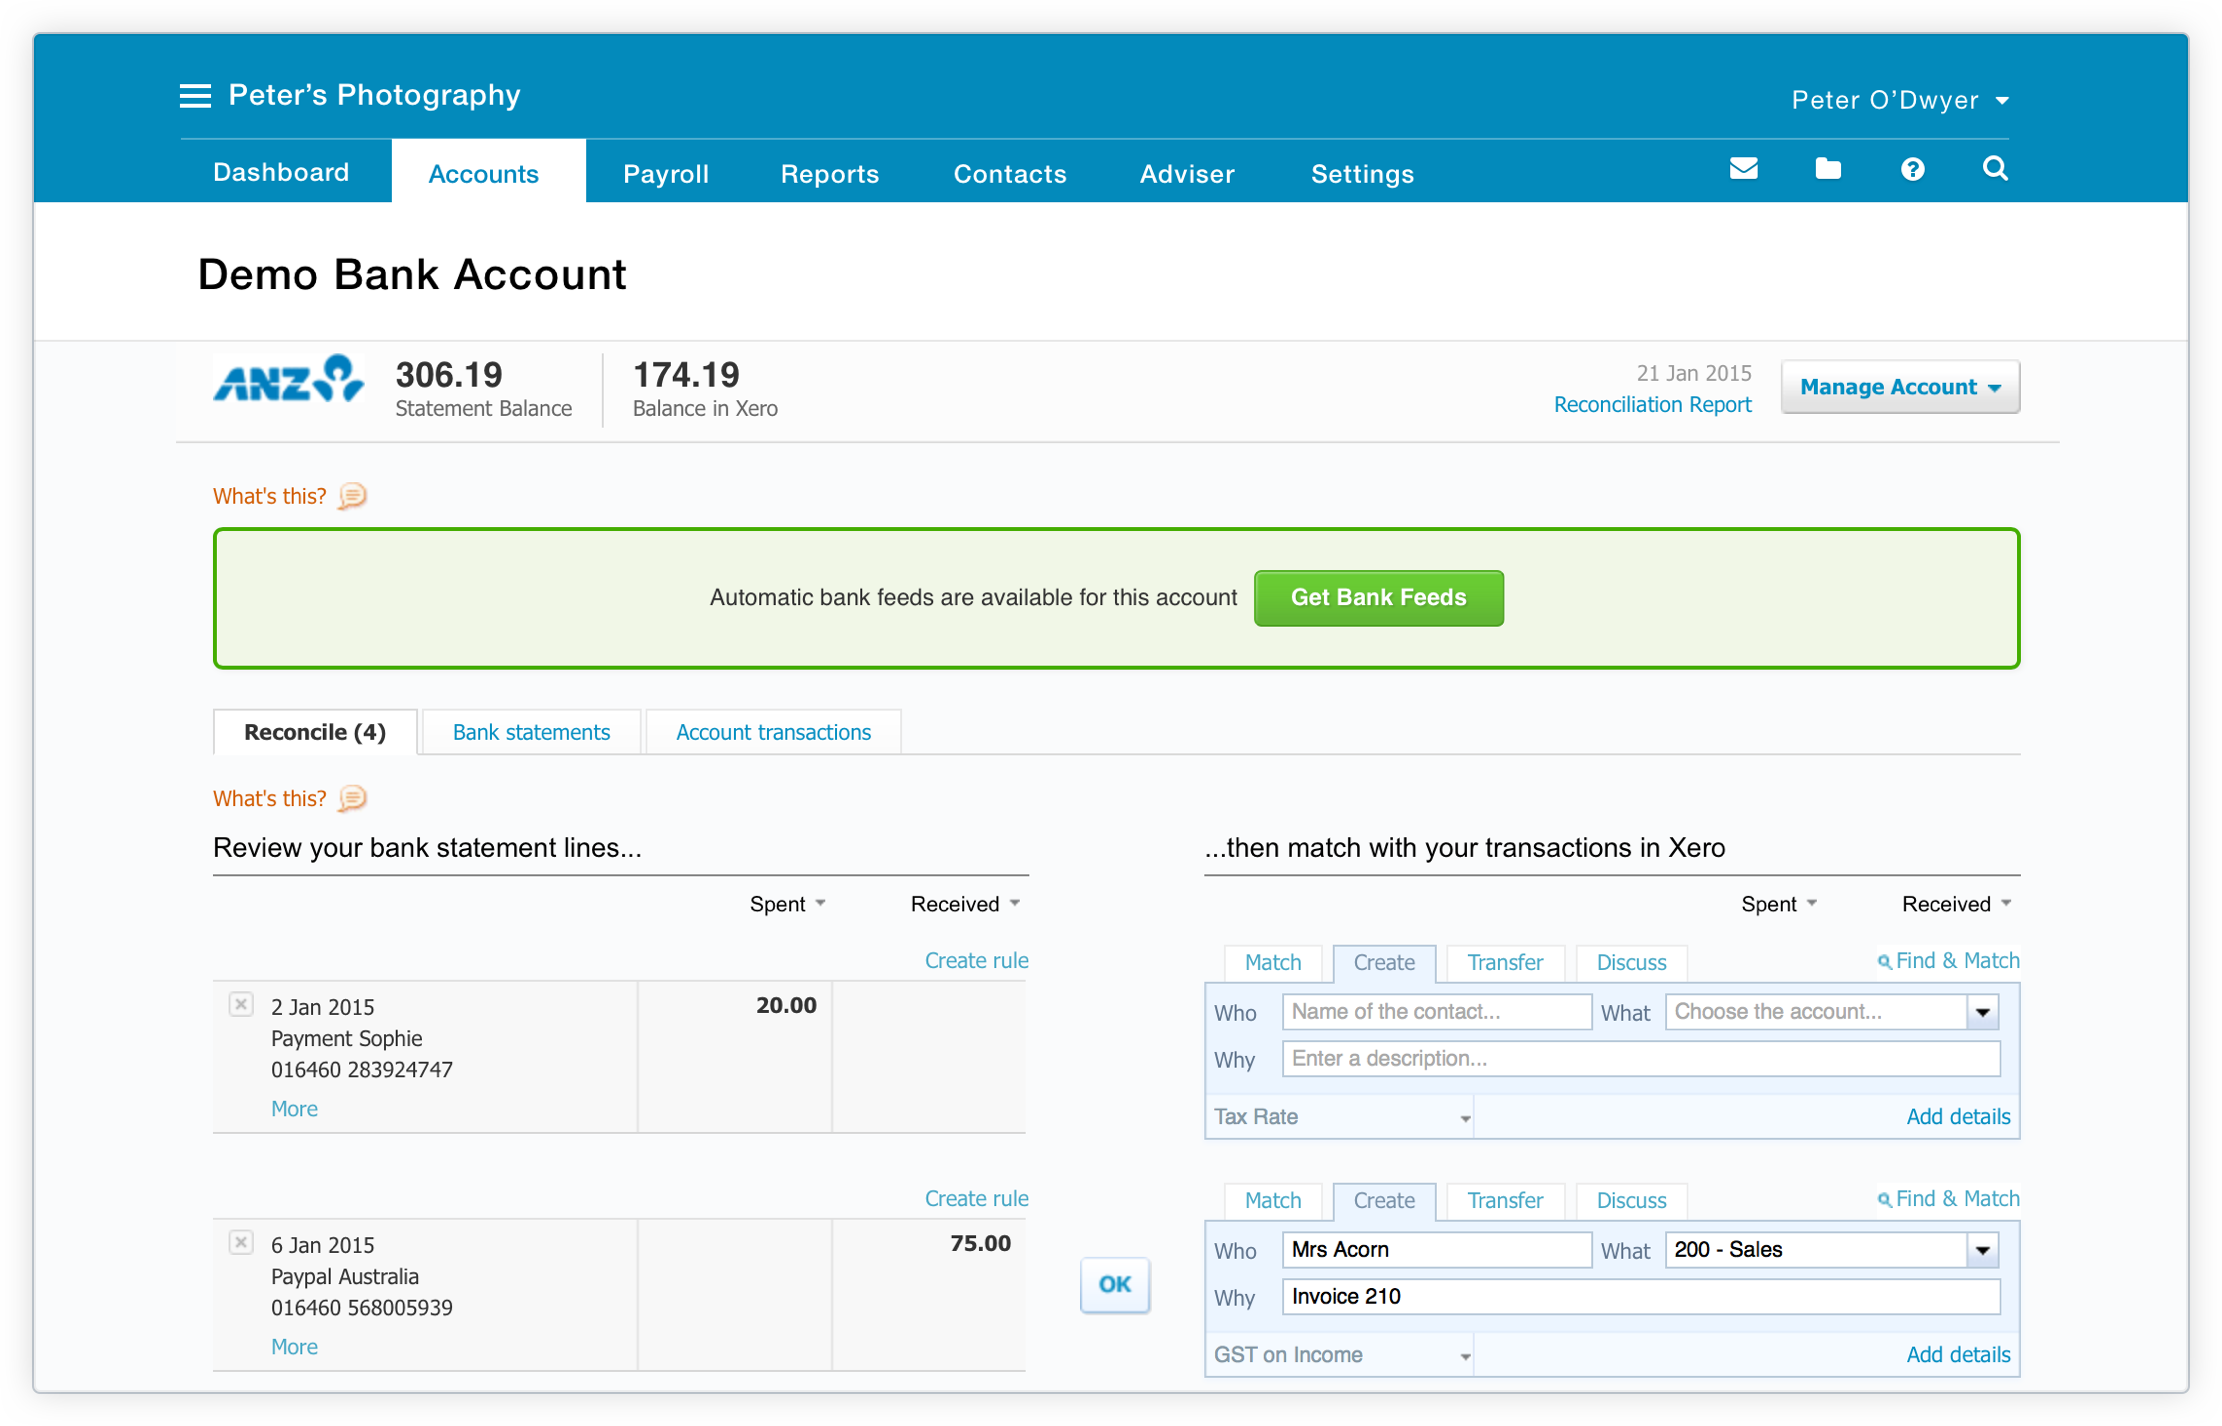 Peter’s Photography
Peter O’Dwyer
Dashboard Accounts Payroll Reports Contacts Adviser Settings
Demo Bank Account
ANZ
306.19
Statement Balance
174.19
Balance in Xero
21 Jan 2015
Reconciliation Report
Manage Account
What's this?
Automatic bank feeds are available for this account
Get Bank Feeds
Reconcile (4) Bank statements Account transactions
What's this?
Review your bank statement lines...
...then match with your transactions in Xero
Spent Received
Spent Received
Create rule
Match Create Transfer Discuss Find & Match
2 Jan 2015
Payment Sophie
016460 283924747
More
20.00
Who Name of the contact... What Choose the account...
Why Enter a description...
Tax Rate Add details
Create rule
Match Create Transfer Discuss Find & Match
6 Jan 2015
Paypal Australia
016460 568005939
More
75.00
OK
Who Mrs Acorn What 200 - Sales
Why Invoice 210
GST on Income Add details